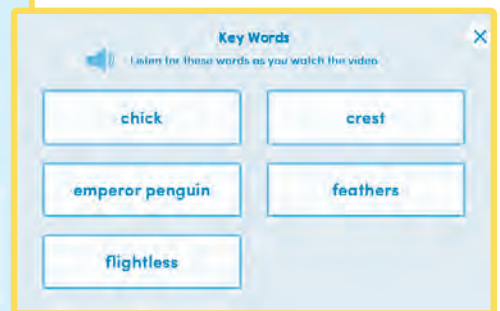 Key Words
Listen for these words as you watch the video.
chick
crest
emperor penguin
feathers
flightless